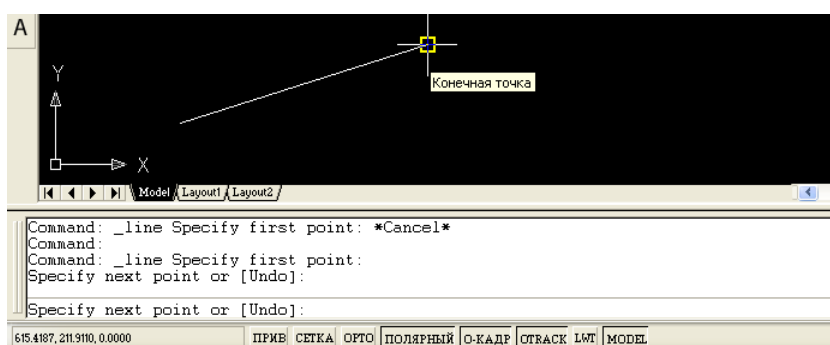 A
Конечная точка
Y
X
Model Layout1 Layout2
Command: _line Specify first point: *Cancel*
Command:
Command: _line Specify first point:
Specify next point or [Undo]:
Specify next point or [Undo]:
615.4187, 211.9110, 0.0000 ПРИВ СЕТКА ОРТО ПОЛЯРНЫЙ О-КАДР OTRACK LWT MODEL